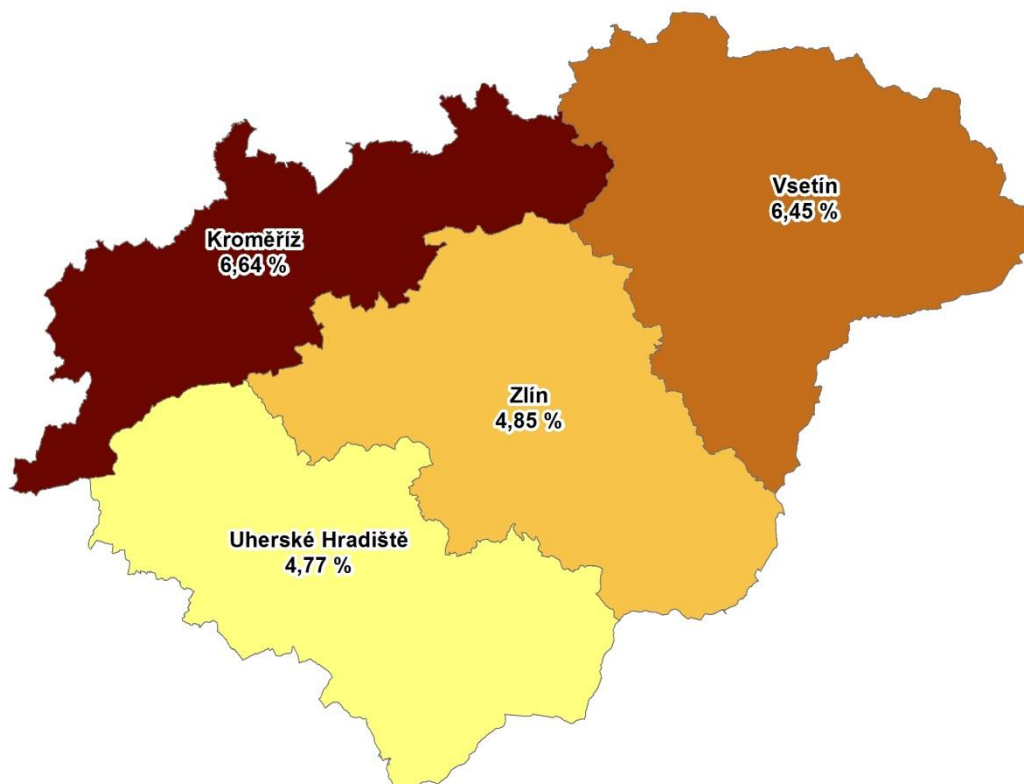 Vsetín
6,45 %
Kroměříž
6,64 %
Zlín
4,85 %
Uherské Hradiště
4,77 %